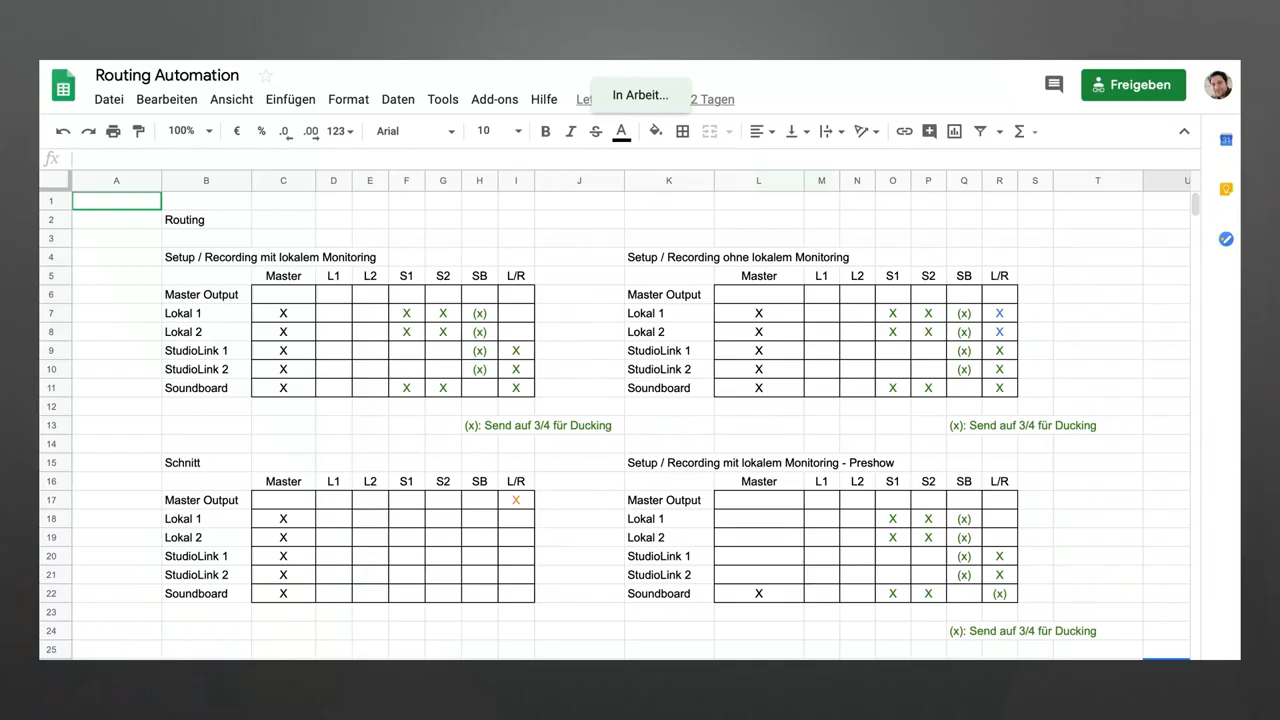 Routing Automation
Datei Bearbeiten Ansicht Einfügen Format Daten Tools Add-ons Hilfe In Arbeit... 2 Tagen
Freigeben
100% € % .0 .00 123 Arial 10 B I S A Σ
fx
A B C D E F G H I J K L M N O P Q R S T U
1
2 Routing
3
4 Setup / Recording mit lokalem Monitoring Setup / Recording ohne lokalem Monitoring
5 Master L1 L2 S1 S2 SB L/R Master L1 L2 S1 S2 SB L/R
6 Master Output Master Output
7 Lokal 1 X X X (x) Lokal 1 X X X (x) X
8 Lokal 2 X X X (x) Lokal 2 X X X (x) X
9 StudioLink 1 X (x) X StudioLink 1 X (x) X
10 StudioLink 2 X (x) X StudioLink 2 X (x) X
11 Soundboard X X X X Soundboard X X X X
12
13 (x): Send auf 3/4 für Ducking (x): Send auf 3/4 für Ducking
14
15 Schnitt Setup / Recording mit lokalem Monitoring - Preshow
16 Master L1 L2 S1 S2 SB L/R Master L1 L2 S1 S2 SB L/R
17 Master Output X Master Output
18 Lokal 1 X Lokal 1 X X (x)
19 Lokal 2 X Lokal 2 X X (x)
20 StudioLink 1 X StudioLink 1 (x) X
21 StudioLink 2 X StudioLink 2 (x) X
22 Soundboard X Soundboard X X X (x)
23
24 (x): Send auf 3/4 für Ducking
25
31